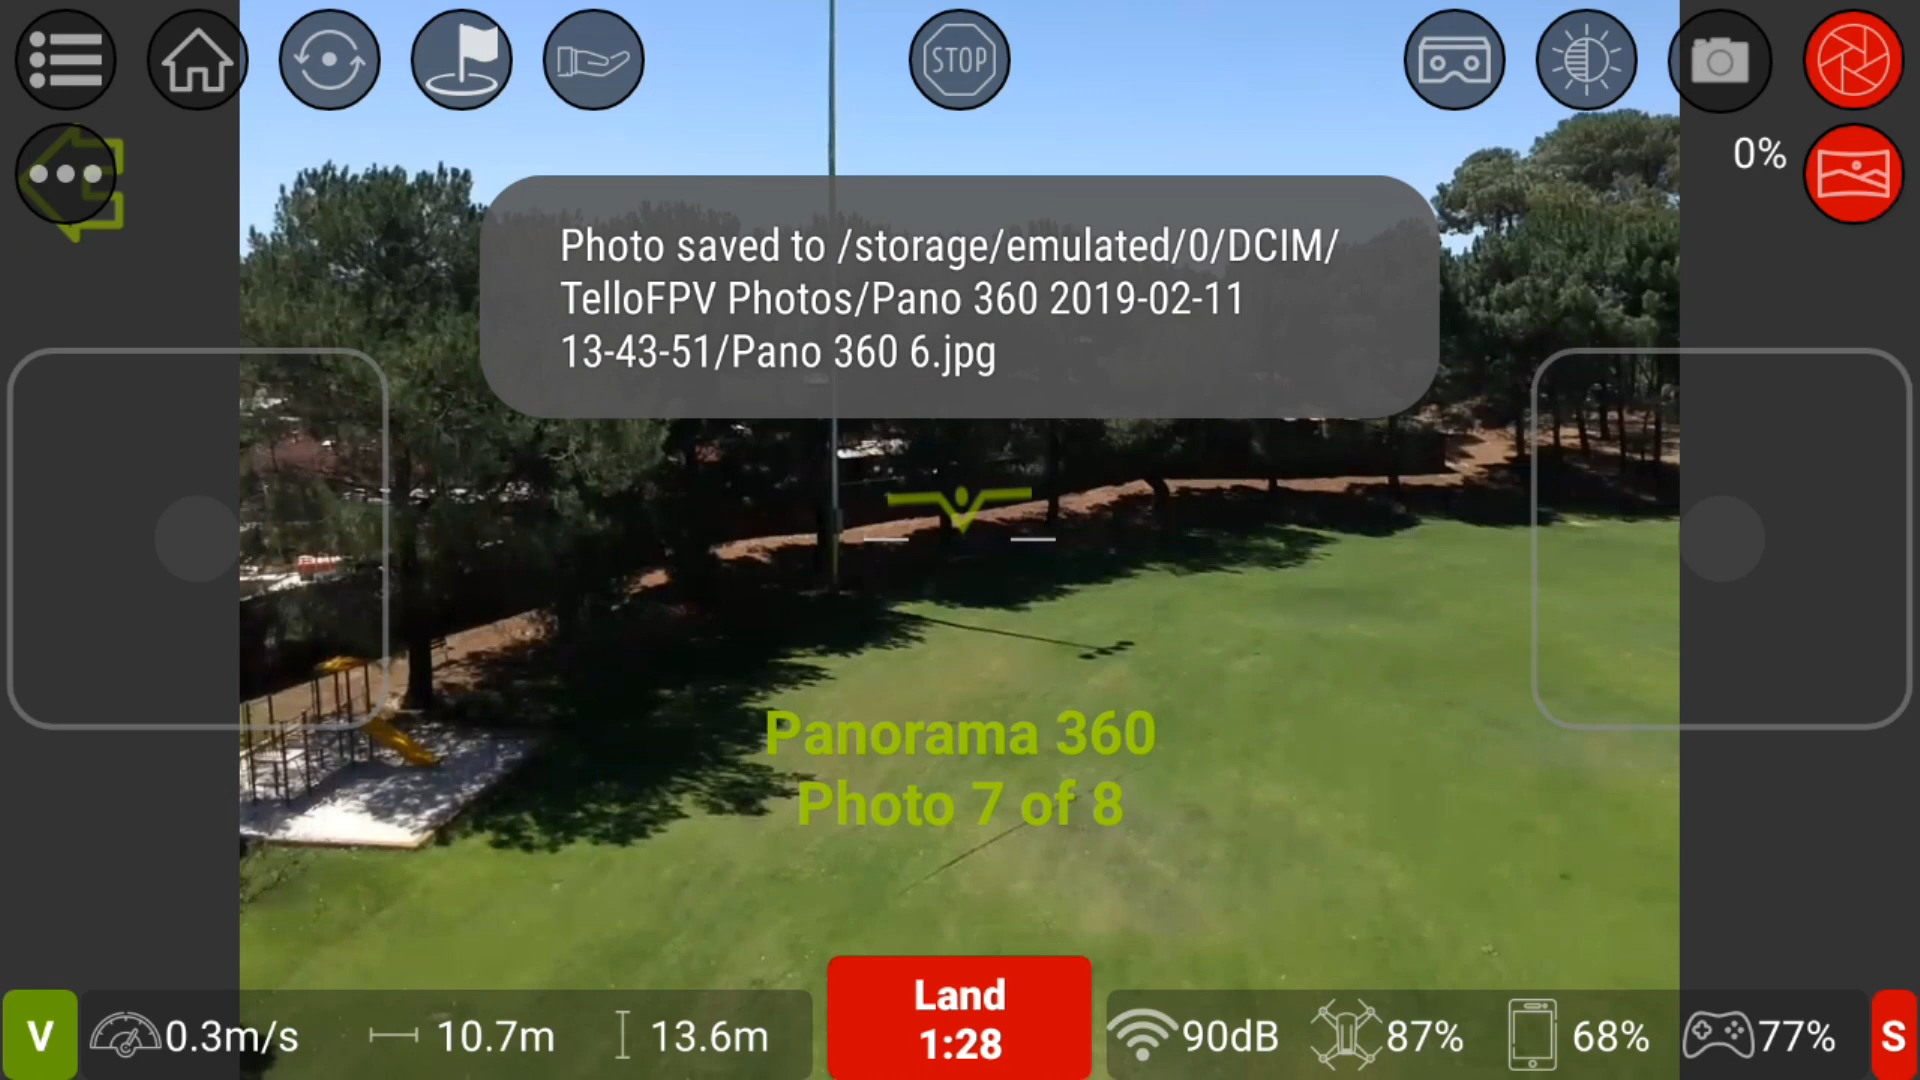 STOP
0%
Photo saved to /storage/emulated/0/DCIM/
TelloFPV Photos/Pano 360 2019-02-11
13-43-51/Pano 360 6.jpg
Panorama 360
Photo 7 of 8
V
0.3m/s
10.7m
13.6m
Land
1:28
90dB
87%
68%
77%
S